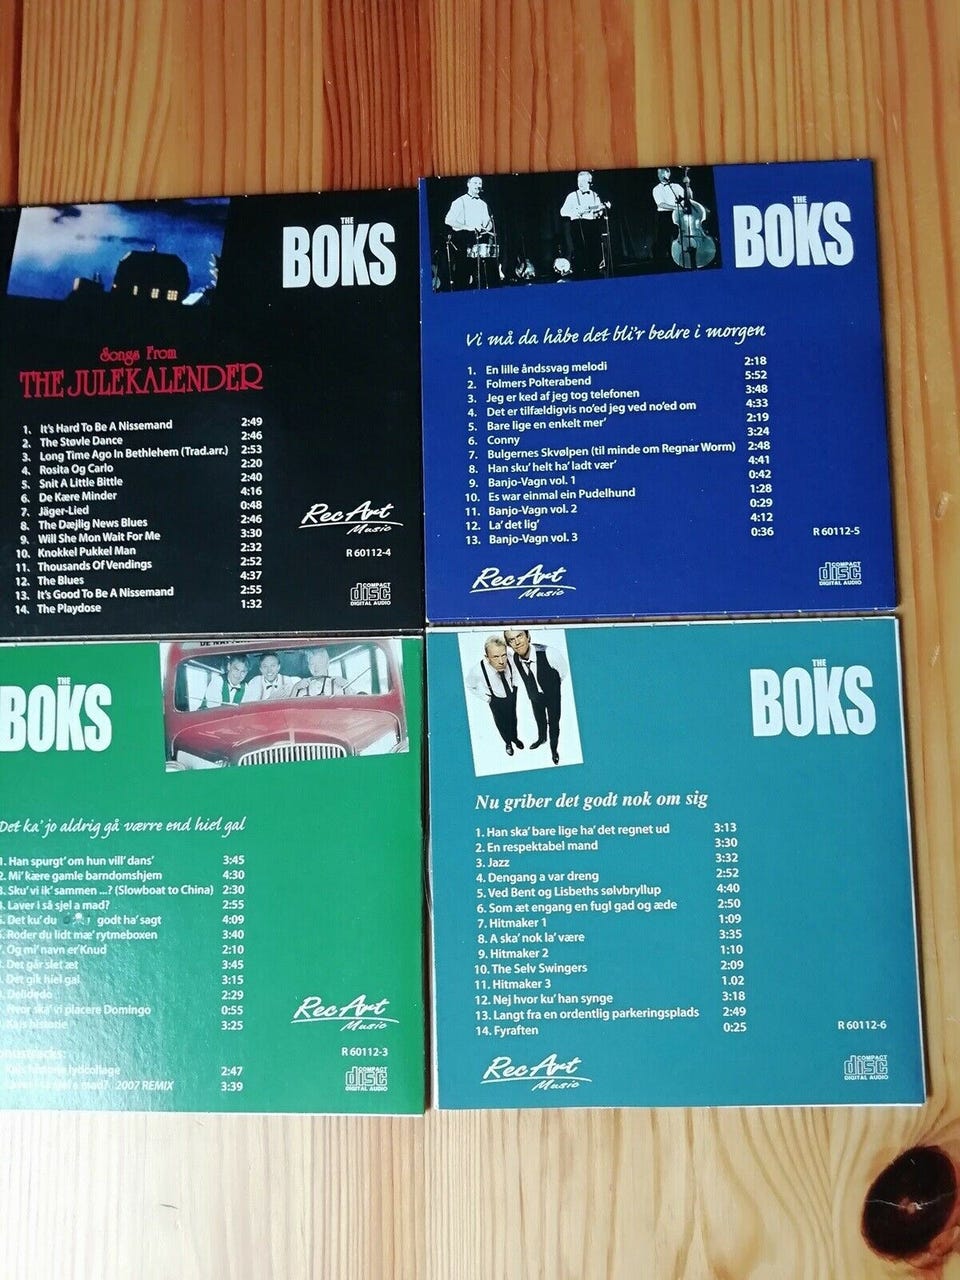 THE
BOKS
Songs From
THE JULEKALENDER
1. It's Hard To Be A Nissemand 2:49
2. The Støvle Dance 2:46
3. Long Time Ago In Bethlehem (Trad.arr.) 2:53
4. Rosita Og Carlo 2:20
5. Snit A Little Bittle 2:40
6. De Kære Minder 4:16
7. Jäger-Lied 0:48
8. The Dæjlig News Blues 2:46
9. Will She Mon Wait For Me 3:30
10. Knokkel Pukkel Man 2:32
11. Thousands Of Vendings 2:52
12. The Blues 4:37
13. It's Good To Be A Nissemand 2:55
14. The Playdose 1:32
RecArt
Music
R 60112-4
COMPACT
disc
DIGITAL AUDIO
THE
BOKS
Vi må da håbe det bli'r bedre i morgen
1. En lille åndssvag melodi 2:18
2. Folmers Polterabend 5:52
3. Jeg er ked af jeg tog telefonen 3:48
4. Det er tilfældigvis no'ed jeg ved no'ed om 4:33
5. Bare lige en enkelt mer' 2:19
6. Conny 3:24
7. Bulgernes Skvølpen (til minde om Regnar Worm) 2:48
8. Han sku' helt ha' ladt vær' 4:41
9. Banjo-Vagn vol. 1 0:42
10. Es war einmal ein Pudelhund 1:28
11. Banjo-Vagn vol. 2 0:29
12. La' det lig' 4:12
13. Banjo-Vagn vol. 3 0:36
R 60112-5
RecArt
Music
COMPACT
disc
DIGITAL AUDIO
THE
BOKS
Det ka' jo aldrig gå værre end hiel gal
1. Han spurgt' om hun vill' dans' 3:45
2. Mi' kære gamle barndomshjem 4:30
3. Sku' vi ik' sammen ...? (Slowboat to China) 2:30
4. Laver i så sjel a mad? 2:55
5. Det ku' du godt ha' sagt 4:09
6. Roder du lidt mæ' rytmeboxen 3:40
7. Og mi' navn er Knud 2:10
Det går slet æt 3:45
Det gik hiel gal 3:15
Delidedo 2:29
Hvor ska' vi placere Domingo 0:55
Kajs historie 3:25
onustracks:
Kajs historie lydcollage 2:47
Laver i så sjel e mad? 2007 REMIX 3:39
RecArt
Music
R 60112-3
COMPACT
disc
DIGITAL AUDIO
THE
BOKS
Nu griber det godt nok om sig
1. Han ska' bare lige ha' det regnet ud 3:13
2. En respektabel mand 3:30
3. Jazz 3:32
4. Dengang a var dreng 2:52
5. Ved Bent og Lisbeths sølvbryllup 4:40
6. Som æt engang en fugl gad og æde 2:50
7. Hitmaker 1 1:09
8. A ska' nok la' være 3:35
9. Hitmaker 2 1:10
10. The Selv Swingers 2:09
11. Hitmaker 3 1.02
12. Nej hvor ku' han synge 3:18
13. Langt fra en ordentlig parkeringsplads 2:49
14. Fyraften 0:25
R 60112-6
RecArt
Music
COMPACT
disc
DIGITAL AUDIO